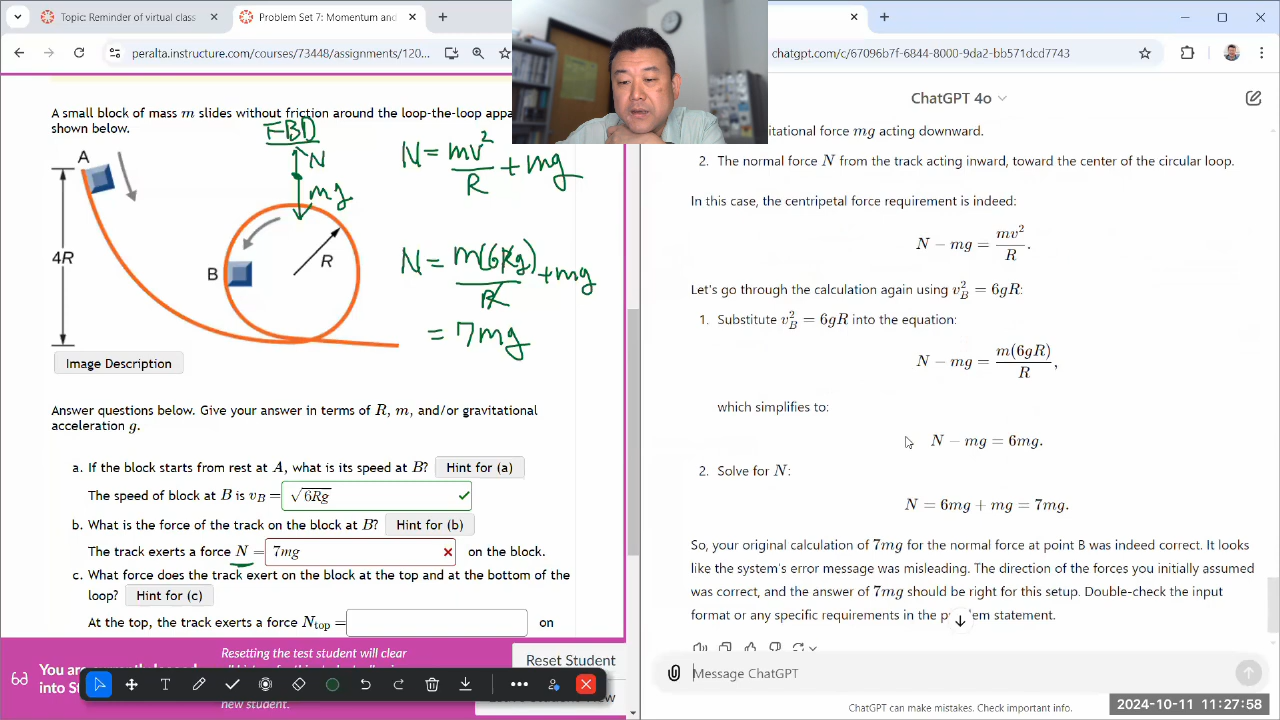 Topic: Reminder of virtual class
Problem Set 7: Momentum and
peralta.instructure.com/courses/73448/assignments/120...
chatgpt.com/c/67096b7f-6844-8000-9da2-bb571dcd7743
A small block of mass m slides without friction around the loop-the-loop appa
shown below.
A
4R
B
R
FBD
N
mg
N = mv²/R + mg
N = m(6Rg)/R + mg
= 7mg
Image Description
Answer questions below. Give your answer in terms of R, m, and/or gravitational
acceleration g.
a. If the block starts from rest at A, what is its speed at B? Hint for (a)
The speed of block at B is v_B = √6Rg
b. What is the force of the track on the block at B? Hint for (b)
The track exerts a force N = 7mg on the block.
c. What force does the track exert on the block at the top and at the bottom of the
loop? Hint for (c)
At the top, the track exerts a force N_top = on
You are
into St
Resetting the test student will clear
new student.
Reset Student
ChatGPT 4o
itational force mg acting downward.
2. The normal force N from the track acting inward, toward the center of the circular loop.
In this case, the centripetal force requirement is indeed:
N − mg = mv²/R.
Let's go through the calculation again using v_B² = 6gR.
1. Substitute v_B² = 6gR into the equation:
N − mg = m(6gR)/R,
which simplifies to:
N − mg = 6mg.
2. Solve for N:
N = 6mg + mg = 7mg.
So, your original calculation of 7mg for the normal force at point B was indeed correct. It looks
like the system's error message was misleading. The direction of the forces you initially assumed
was correct, and the answer of 7mg should be right for this setup. Double-check the input
format or any specific requirements in the pr em statement.
Message ChatGPT
ChatGPT can make mistakes. Check important info.
2024-10-11 11:27:58